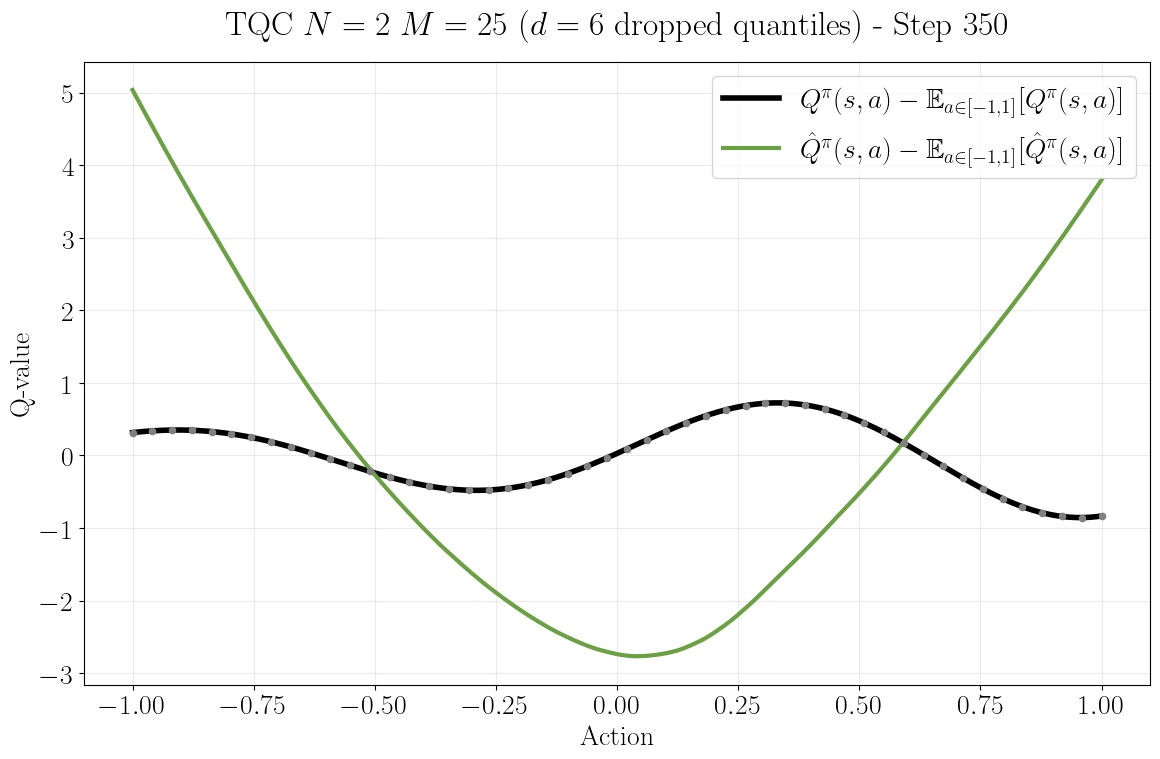 TQC N = 2 M = 25 (d = 6 dropped quantiles) - Step 350
Q^π(s, a) − 𝔼_{a∈[−1,1]}[Q^π(s, a)]
Q̂^π(s, a) − 𝔼_{a∈[−1,1]}[Q̂^π(s, a)]
Q-value
5
4
3
2
1
0
−1
−2
−3
−1.00 −0.75 −0.50 −0.25 0.00 0.25 0.50 0.75 1.00
Action